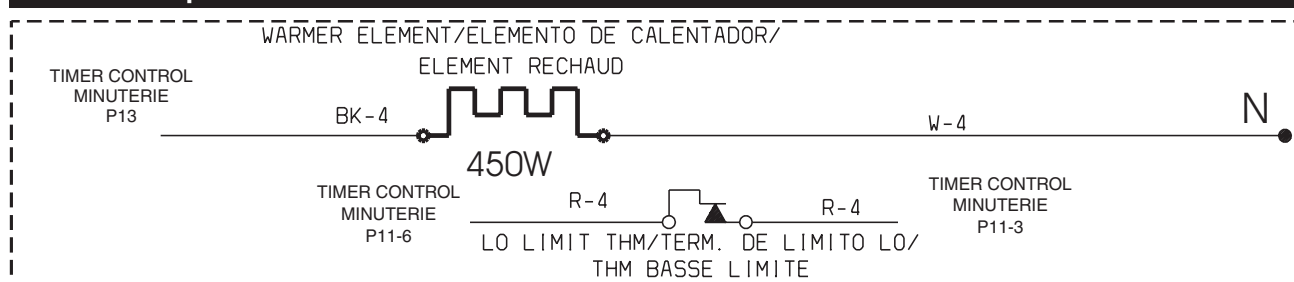 WARMER ELEMENT/ELEMENTO DE CALENTADOR/
ELEMENT RECHAUD
TIMER CONTROL
MINUTERIE
P13
BK-4
W-4
N
450W
TIMER CONTROL
MINUTERIE
P11-6
R-4
R-4
TIMER CONTROL
MINUTERIE
P11-3
LO LIMIT THM/TERM. DE LIMITO LO/
THM BASSE LIMITE